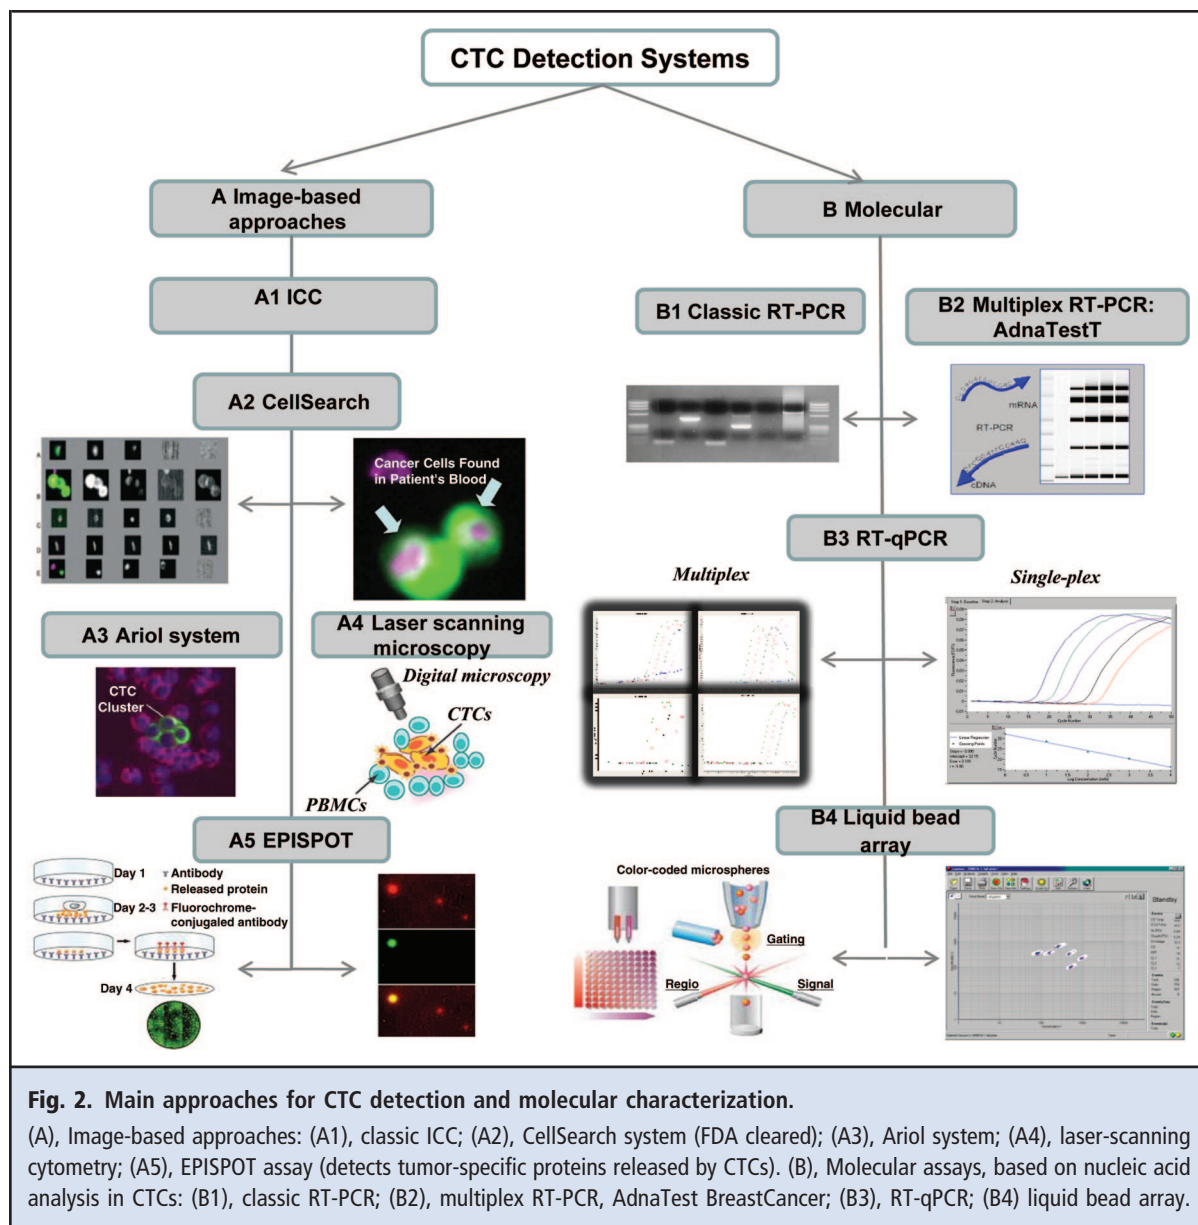 CTC Detection Systems
A Image-based
approaches
B Molecular
A1 ICC
B1 Classic RT-PCR
B2 Multiplex RT-PCR:
AdnaTestT
A2 CellSearch
mRNA
RT-PCR
cDNA
A
B
C
D
E
Cancer Cells Found
in Patient's Blood
B3 RT-qPCR
Multiplex
Single-plex
A3 Ariol system
A4 Laser scanning
microscopy
CTC
Cluster
Digital microscopy
CTCs
PBMCs
Cycle Number
Log Concentration
A5 EPISPOT
B4 Liquid bead
array
Day 1
Antibody
Released protein
Day 2-3
Fluorochrome-
conjugaled antibody
Day 4
Color-coded microspheres
Gating
Regio
Signal
Standby
Fig. 2. Main approaches for CTC detection and molecular characterization.
(A), Image-based approaches: (A1), classic ICC; (A2), CellSearch system (FDA cleared); (A3), Ariol system; (A4), laser-scanning
cytometry; (A5), EPISPOT assay (detects tumor-specific proteins released by CTCs). (B), Molecular assays, based on nucleic acid
analysis in CTCs: (B1), classic RT-PCR; (B2), multiplex RT-PCR, AdnaTest BreastCancer; (B3), RT-qPCR; (B4) liquid bead array.